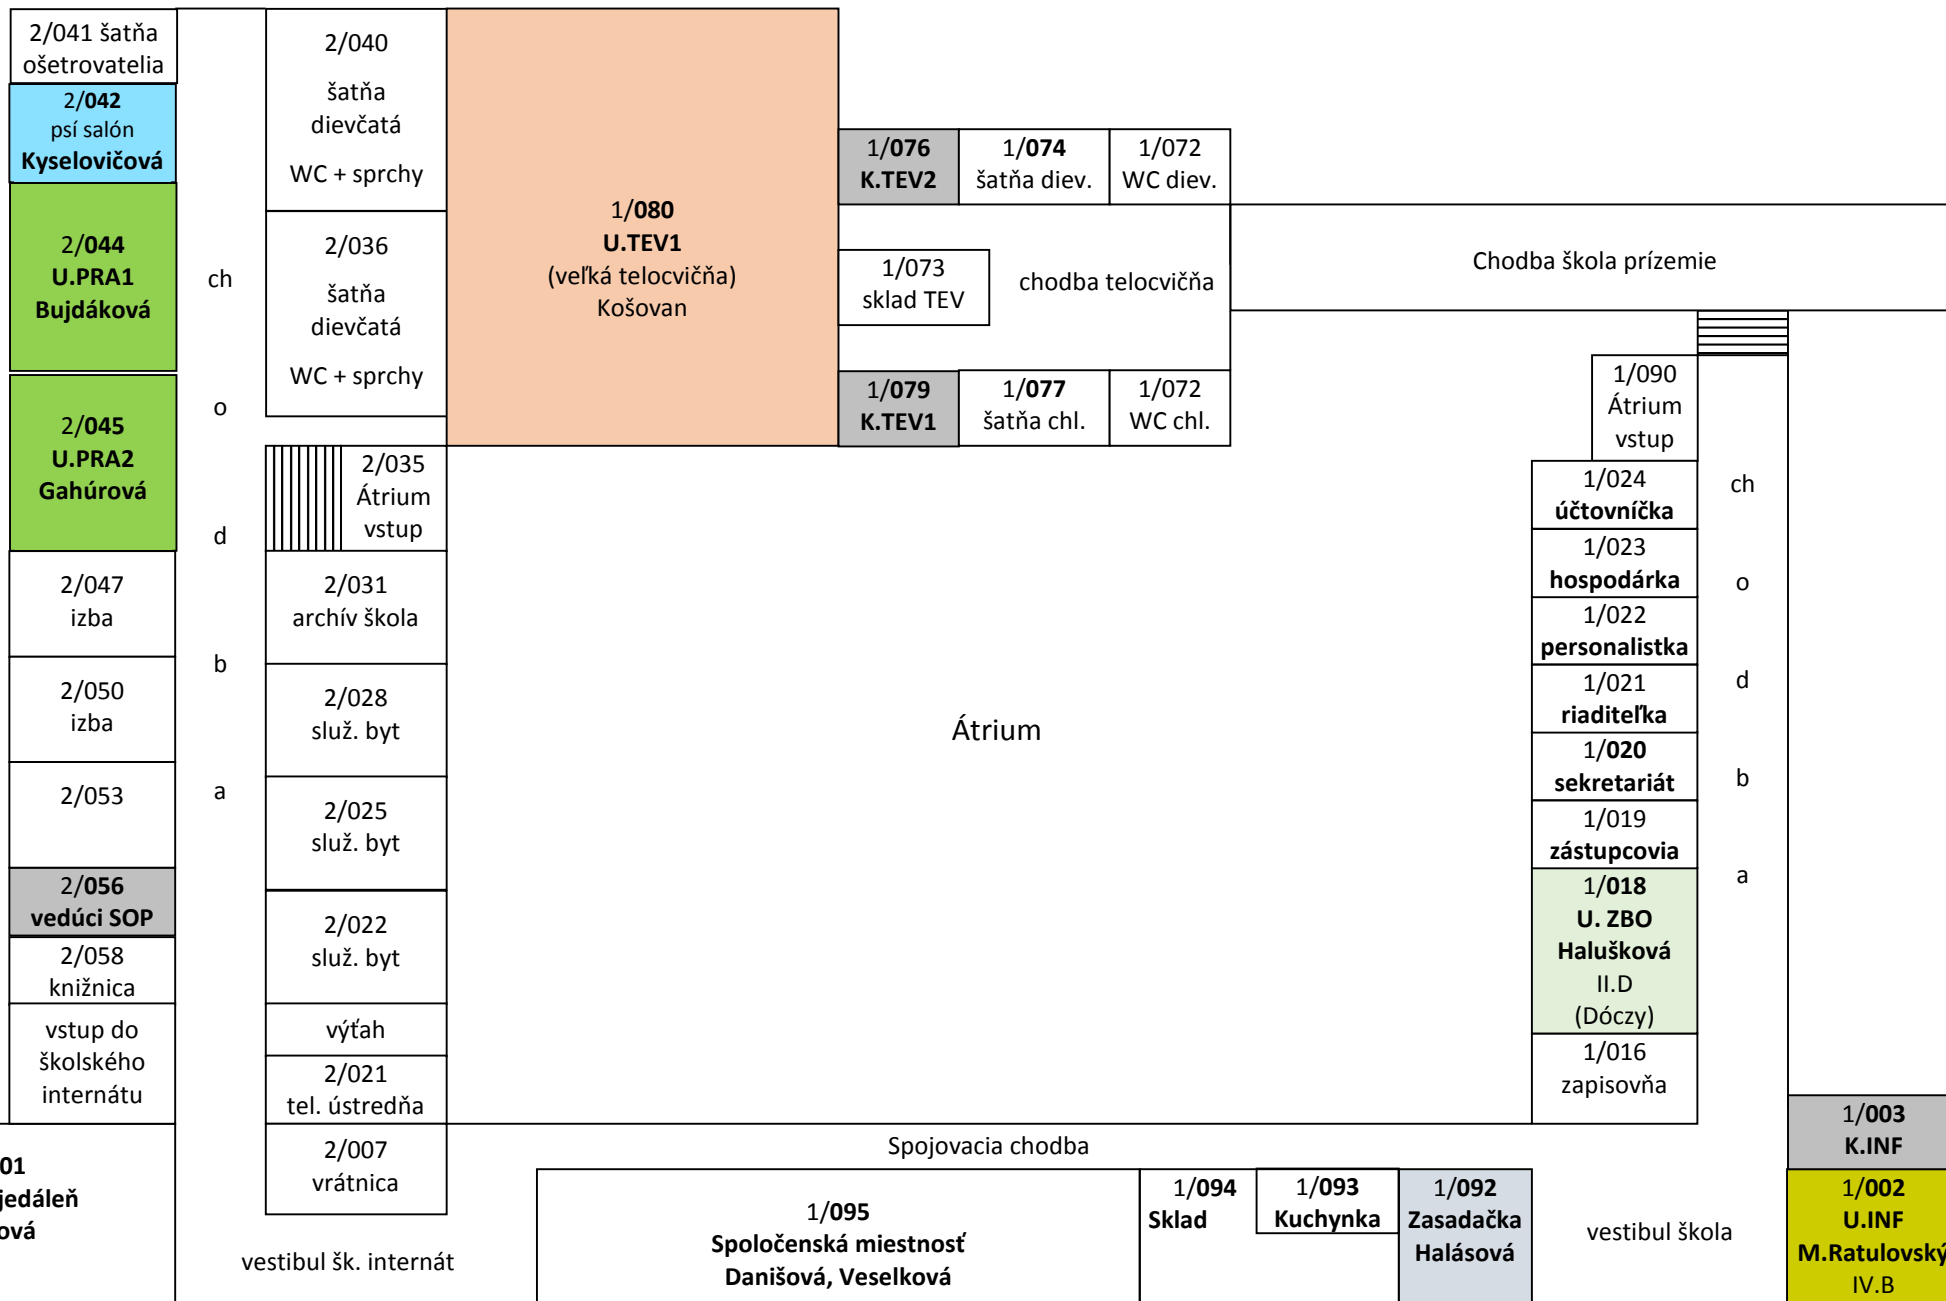 2/041 šatňa
ošetrovatelia
2/042
psí salón
Kyselovičová
2/044
U.PRA1
Bujdáková
2/045
U.PRA2
Gahúrová
2/047
izba
2/050
izba
2/053
2/056
vedúci SOP
2/058
knižnica
vstup do
školského
internátu
01
jedáleň
ová
ch
o
d
b
a
2/040
šatňa
dievčatá
WC + sprchy
2/036
šatňa
dievčatá
WC + sprchy
2/035
Átrium
vstup
2/031
archív škola
2/028
služ. byt
2/025
služ. byt
2/022
služ. byt
výťah
2/021
tel. ústredňa
2/007
vrátnica
vestibul šk. internát
1/080
U.TEV1
(veľká telocvičňa)
Košovan
1/076
K.TEV2
1/074
šatňa diev.
1/072
WC diev.
1/073
sklad TEV
chodba telocvičňa
1/079
K.TEV1
1/077
šatňa chl.
1/072
WC chl.
Chodba škola prízemie
Átrium
1/090
Átrium
vstup
1/024
účtovníčka
1/023
hospodárka
1/022
personalistka
1/021
riaditeľka
1/020
sekretariát
1/019
zástupcovia
1/018
U. ZBO
Halušková
II.D
(Dóczy)
1/016
zapisovňa
ch
o
d
b
a
Spojovacia chodba
1/095
Spoločenská miestnosť
Danišová, Veselková
1/094
Sklad
1/093
Kuchynka
1/092
Zasadačka
Halásová
vestibul škola
1/003
K.INF
1/002
U.INF
M.Ratulovský
IV.B